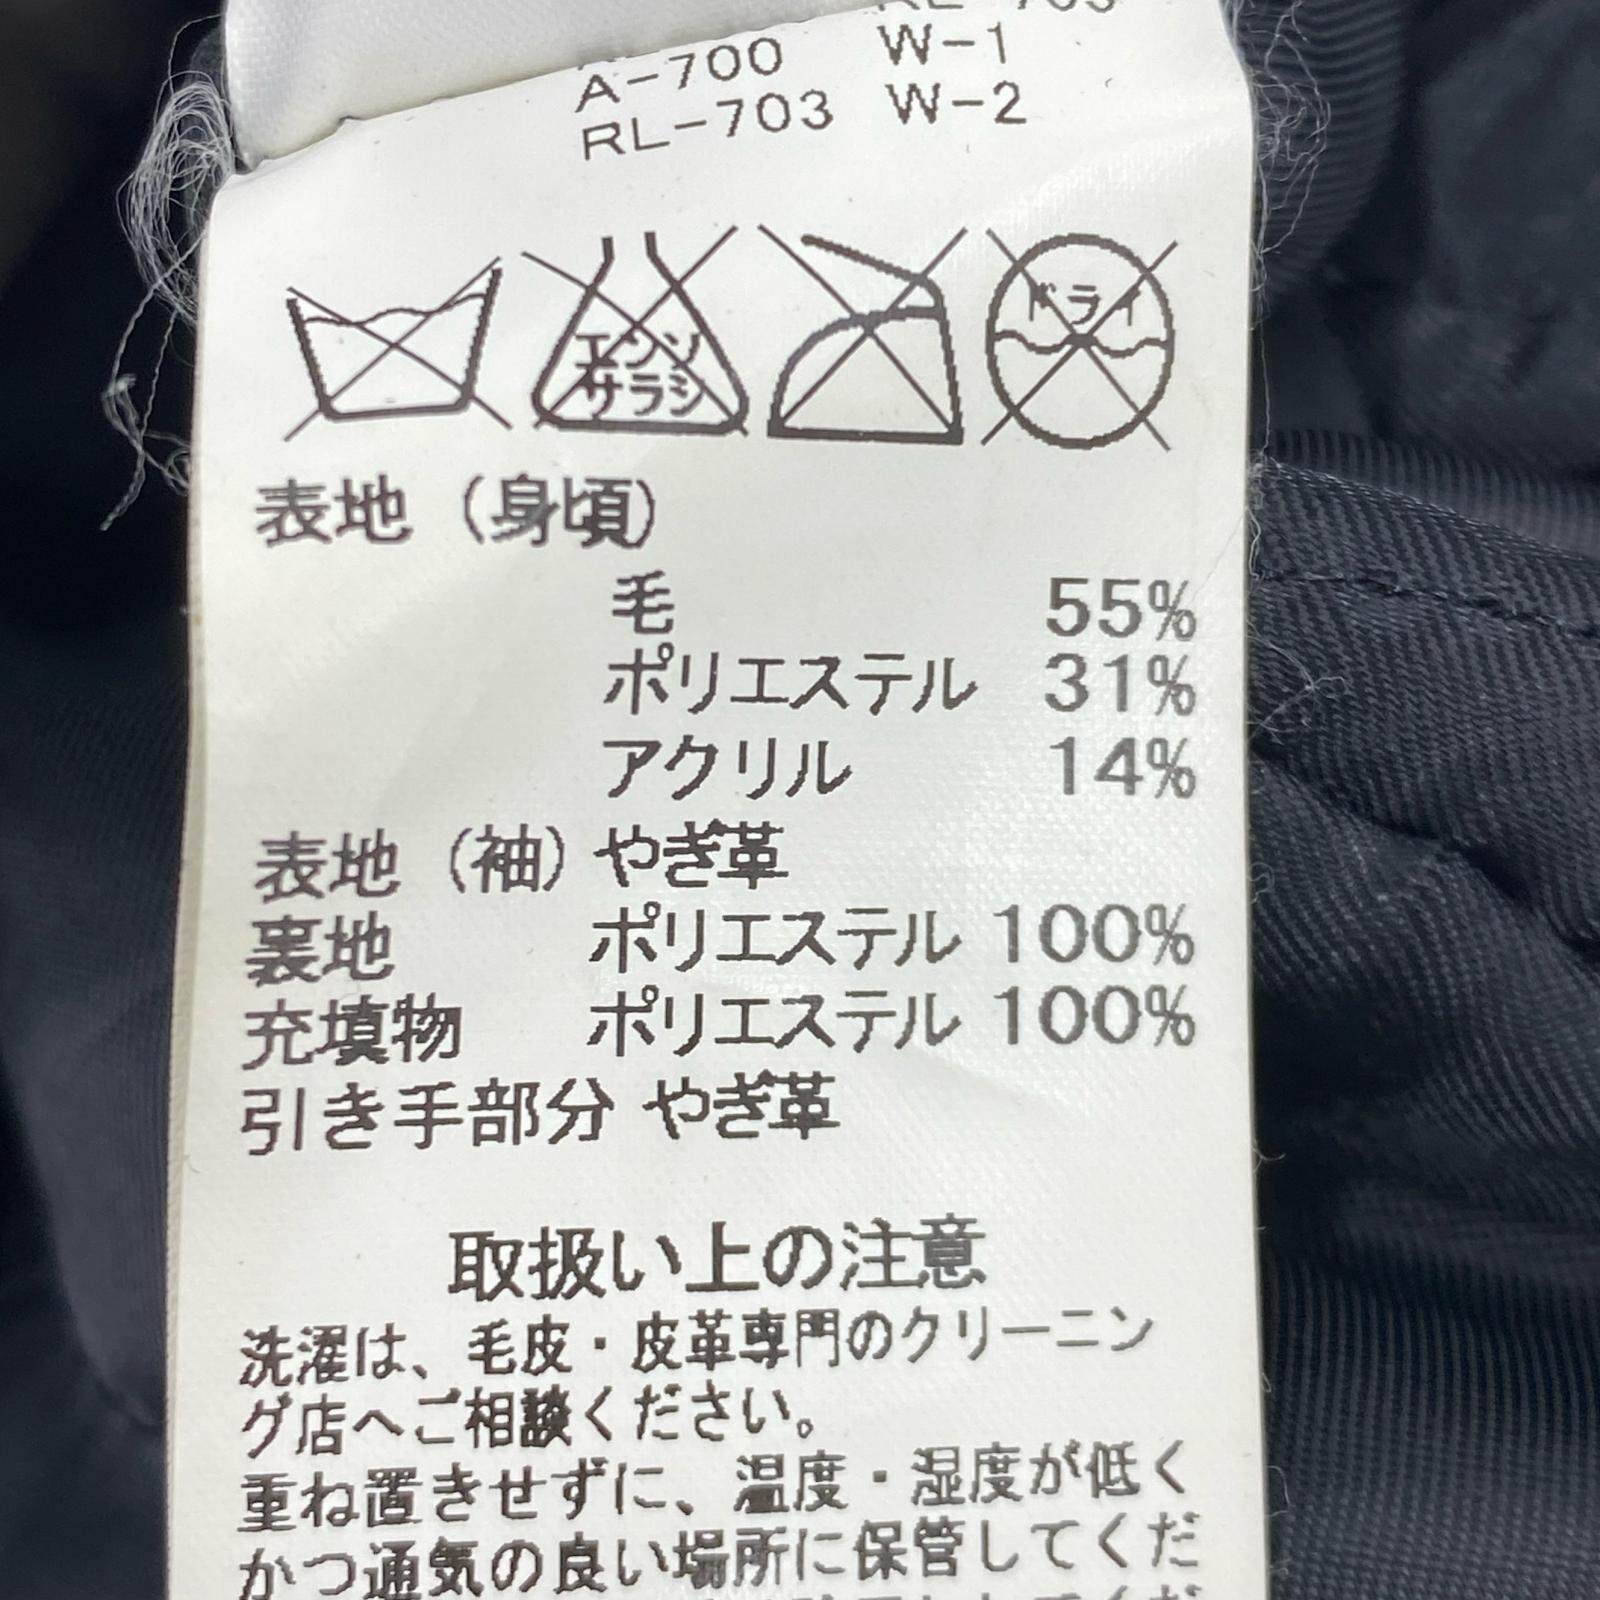 A-700 W-1
RL-703 W-2
エンソ
サラシ
ドライ
表地（身頃）
毛 55%
ポリエステル 31%
アクリル 14%
表地（袖）やぎ革
裏地 ポリエステル 100%
充填物 ポリエステル 100%
引き手部分 やぎ革
取扱い上の注意
洗濯は、毛皮・皮革専門のクリーニン
グ店へご相談ください。
重ね置きせずに、温度・湿度が低く
かつ通気の良い場所に保管してくだ